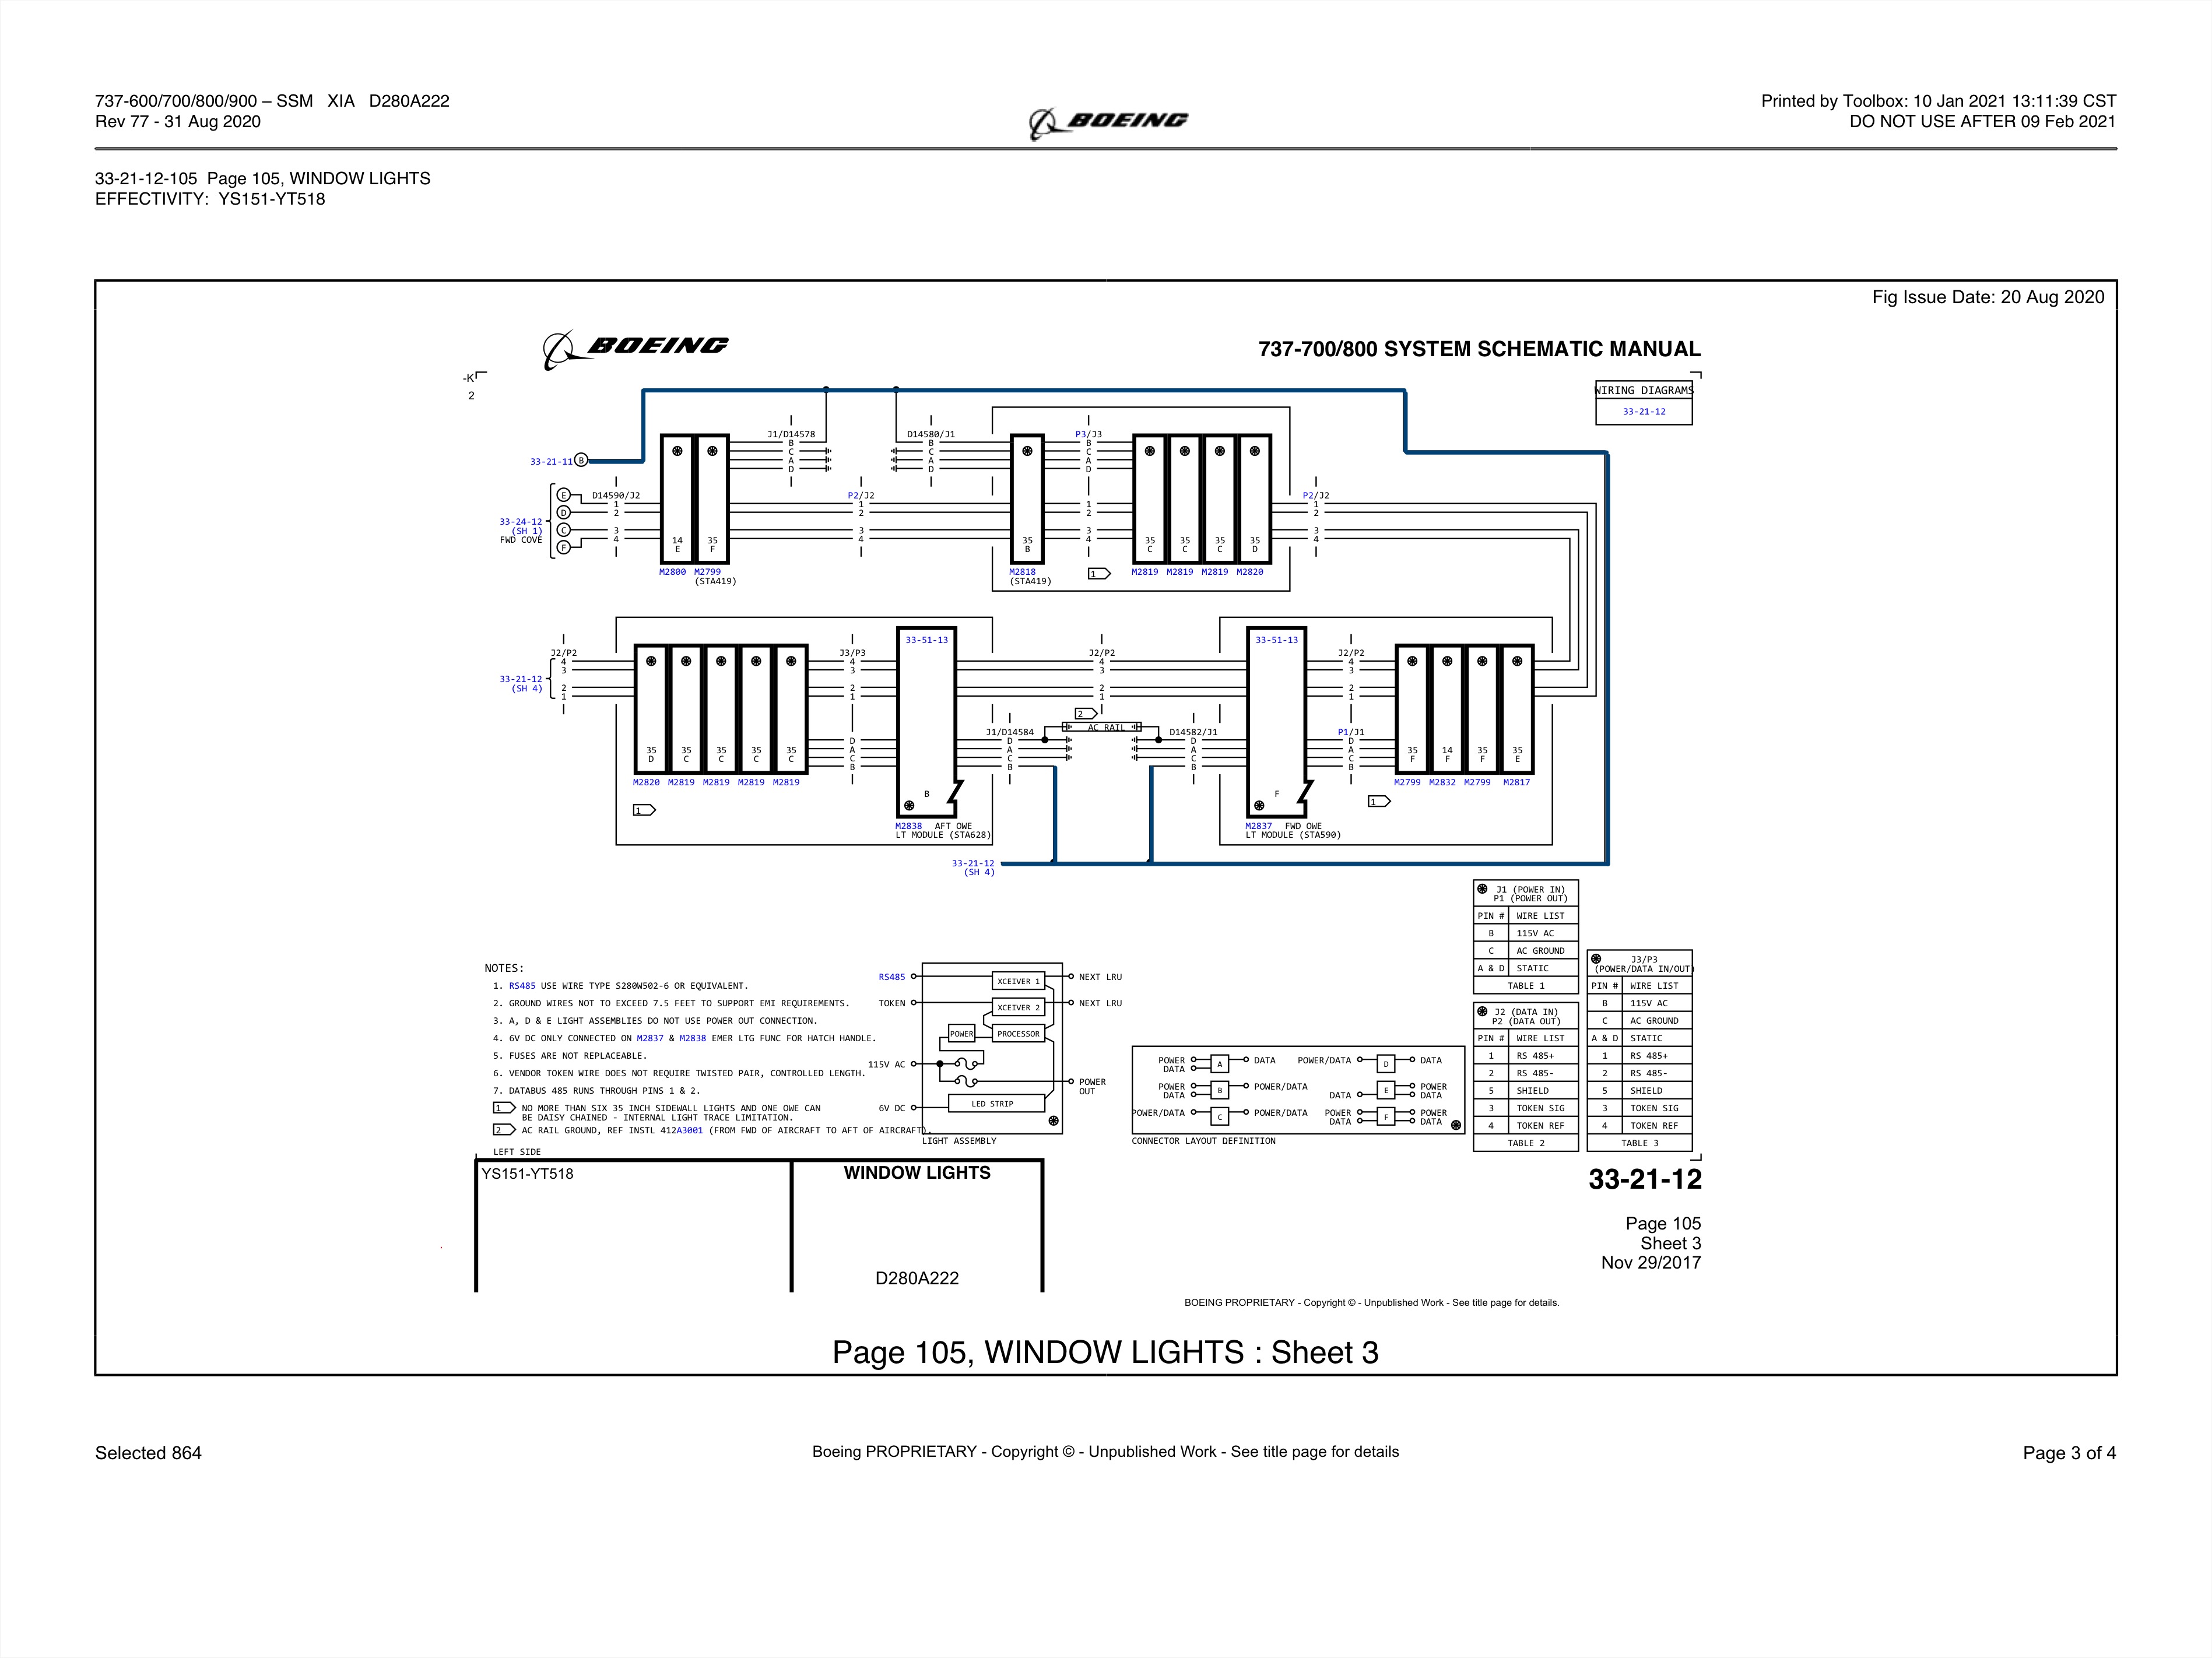 737-600/700/800/900 – SSM   XIA   D280A222
Rev 77 - 31 Aug 2020
BOEING
Printed by Toolbox: 10 Jan 2021 13:11:39 CST
DO NOT USE AFTER 09 Feb 2021
33-21-12-105  Page 105, WINDOW LIGHTS
EFFECTIVITY:  YS151-YT518
Fig Issue Date: 20 Aug 2020
BOEING
737-700/800 SYSTEM SCHEMATIC MANUAL
-K
2
WIRING DIAGRAMS
33-21-12
33-21-11 B
J1/D14578
B
C
A
D
D14580/J1
B
C
A
D
P3/J3
B
C
A
D
1
2
3
4
33-24-12
(SH 1)
FWD COVE
E
D
C
F
D14590/J2
1
2
3
4
P2/J2
1
2
3
4
P2/J2
1
2
3
4
14
E
35
F
35
B
35
C
35
C
35
C
35
D
M2800 M2799
(STA419)
M2818
(STA419)
1
M2819 M2819 M2819 M2820
33-21-12
(SH 4)
J2/P2
4
3
2
1
J3/P3
4
3
2
1
D
A
C
B
33-51-13
J2/P2
4
3
2
1
33-51-13
J2/P2
4
3
2
1
2
AC RAIL
J1/D14584
D
A
C
B
D14582/J1
D
A
C
B
P1/J1
D
A
C
B
35
D
35
C
35
C
35
C
35
C
35
F
14
F
35
F
35
E
M2820 M2819 M2819 M2819 M2819
M2799 M2832 M2799 M2817
1
1
B
F
M2838 AFT OWE
LT MODULE (STA628)
M2837 FWD OWE
LT MODULE (STA590)
33-21-12
(SH 4)
NOTES:
1. RS485 USE WIRE TYPE S280W502-6 OR EQUIVALENT.
2. GROUND WIRES NOT TO EXCEED 7.5 FEET TO SUPPORT EMI REQUIREMENTS.
3. A, D & E LIGHT ASSEMBLIES DO NOT USE POWER OUT CONNECTION.
4. 6V DC ONLY CONNECTED ON M2837 & M2838 EMER LTG FUNC FOR HATCH HANDLE.
5. FUSES ARE NOT REPLACEABLE.
6. VENDOR TOKEN WIRE DOES NOT REQUIRE TWISTED PAIR, CONTROLLED LENGTH.
7. DATABUS 485 RUNS THROUGH PINS 1 & 2.
1 NO MORE THAN SIX 35 INCH SIDEWALL LIGHTS AND ONE OWE CAN
BE DAISY CHAINED - INTERNAL LIGHT TRACE LIMITATION.
2 AC RAIL GROUND, REF INSTL 412A3001 (FROM FWD OF AIRCRAFT TO AFT OF AIRCRAFT).
LEFT SIDE
RS485
XCEIVER 1
NEXT LRU
TOKEN
XCEIVER 2
NEXT LRU
POWER
PROCESSOR
115V AC
POWER
OUT
6V DC
LED STRIP
LIGHT ASSEMBLY
POWER
DATA
A
DATA
POWER
DATA
B
POWER/DATA
POWER/DATA
C
POWER/DATA
POWER/DATA
D
DATA
DATA
E
POWER
DATA
POWER
DATA
F
POWER
DATA
CONNECTOR LAYOUT DEFINITION
J1 (POWER IN)
P1 (POWER OUT)
PIN # WIRE LIST
B 115V AC
C AC GROUND
A & D STATIC
TABLE 1
J2 (DATA IN)
P2 (DATA OUT)
PIN # WIRE LIST
1 RS 485+
2 RS 485-
5 SHIELD
3 TOKEN SIG
4 TOKEN REF
TABLE 2
J3/P3
(POWER/DATA IN/OUT)
PIN # WIRE LIST
B 115V AC
C AC GROUND
A & D STATIC
1 RS 485+
2 RS 485-
5 SHIELD
3 TOKEN SIG
4 TOKEN REF
TABLE 3
YS151-YT518
WINDOW LIGHTS
D280A222
33-21-12
Page 105
Sheet 3
Nov 29/2017
BOEING PROPRIETARY - Copyright © - Unpublished Work - See title page for details.
Page 105, WINDOW LIGHTS : Sheet 3
Selected 864
Boeing PROPRIETARY - Copyright © - Unpublished Work - See title page for details
Page 3 of 4